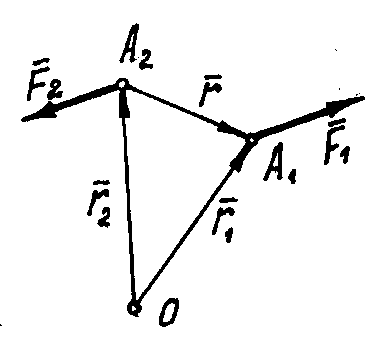 A₂
F̄₂
r̄
F̄₁
A₁
r̄₂
r̄₁
O